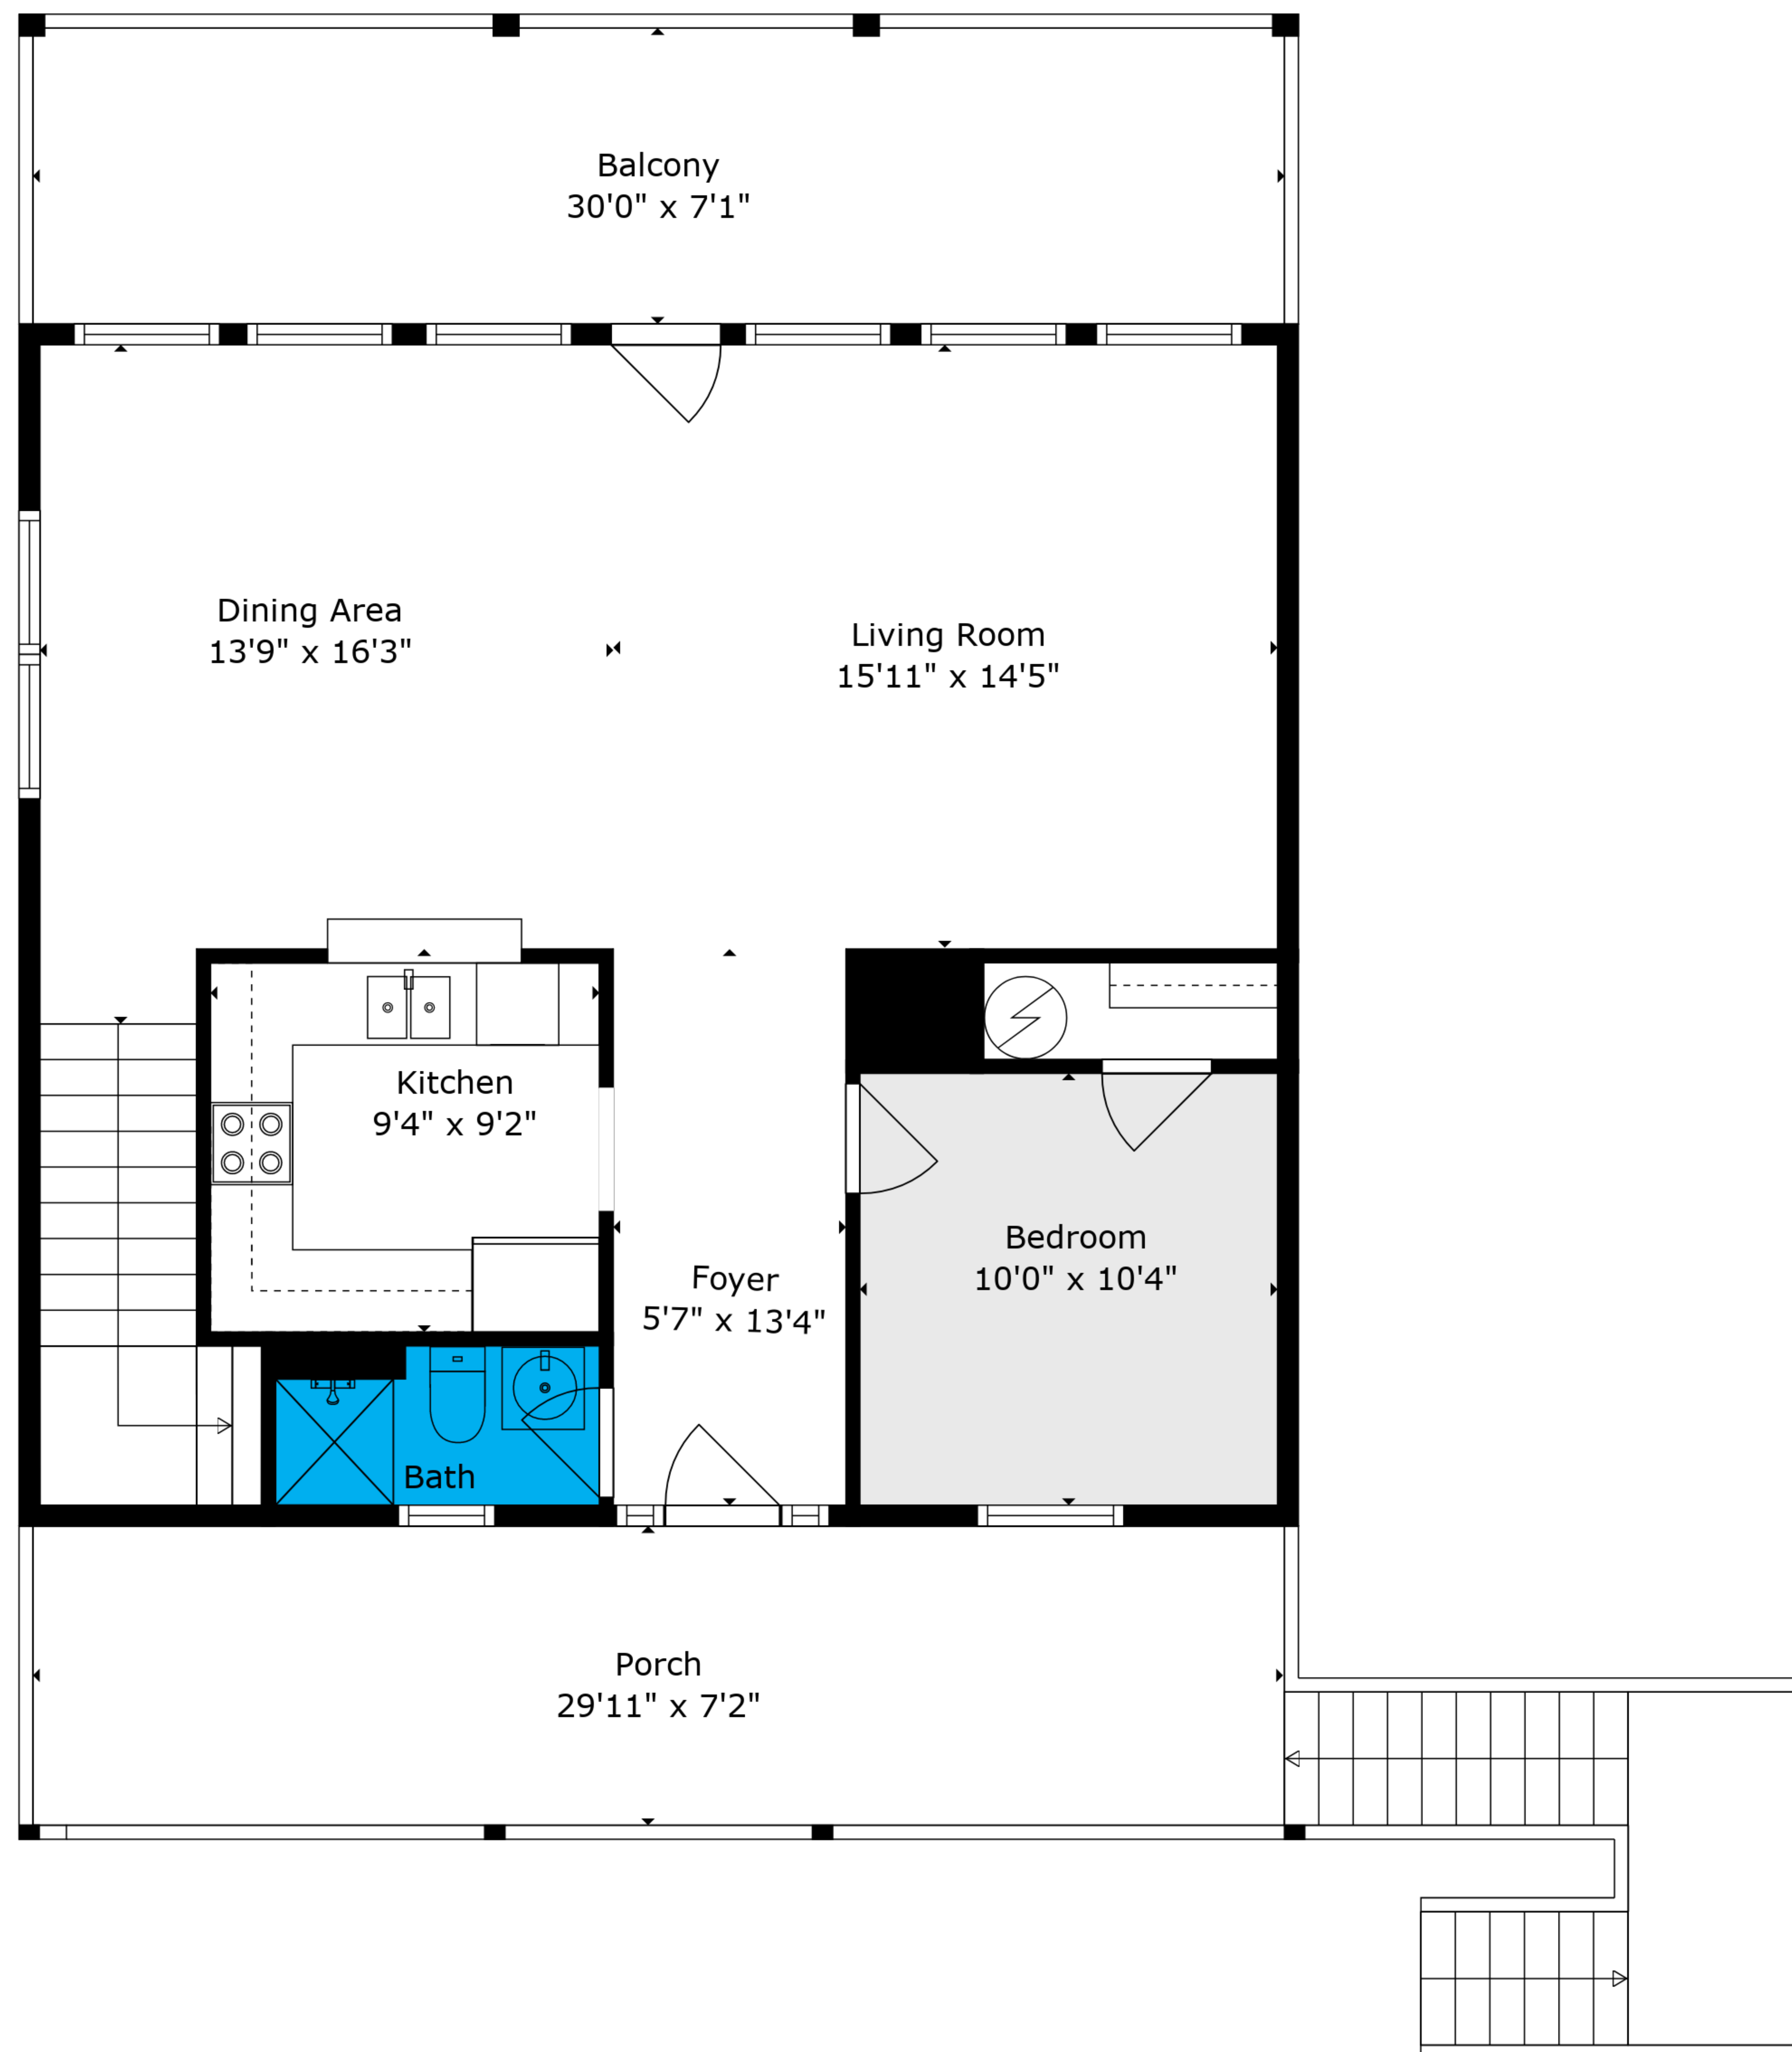 Balcony
30'0" x 7'1"
Dining Area
13'9" x 16'3"
Living Room
15'11" x 14'5"
Kitchen
9'4" x 9'2"
Bedroom
10'0" x 10'4"
Foyer
5'7" x 13'4"
Bath
Porch
29'11" x 7'2"